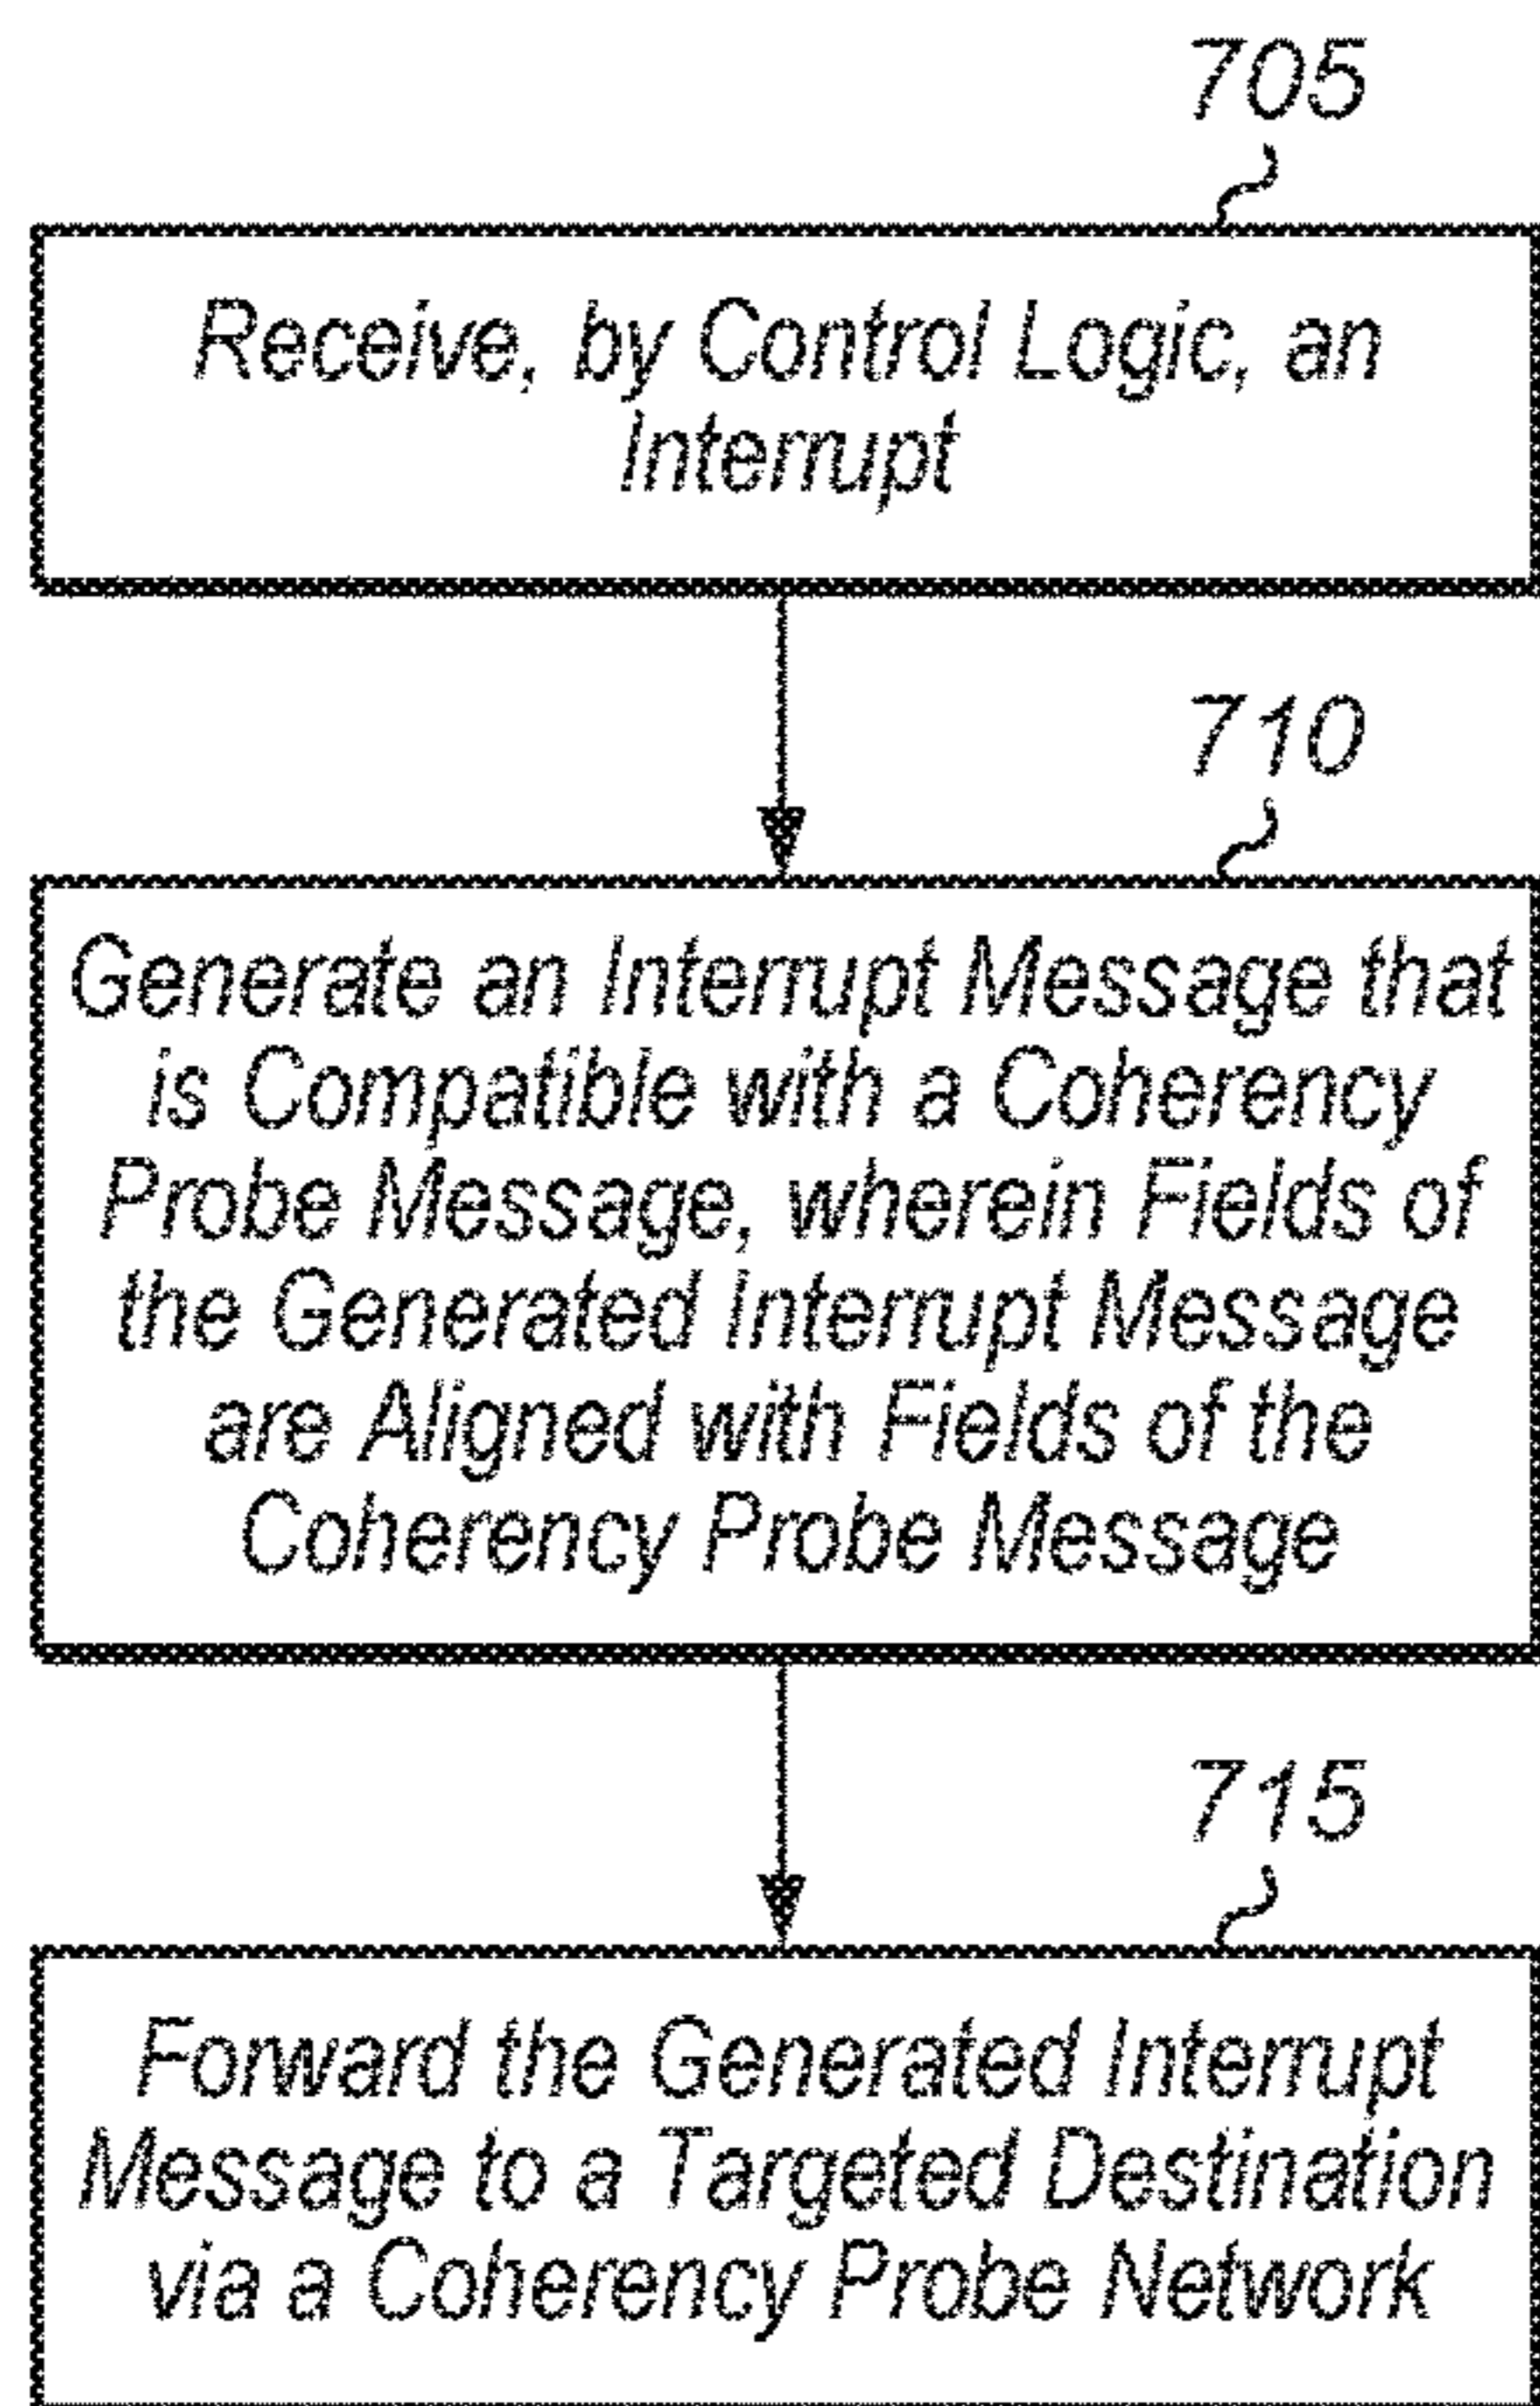 705
Receive, by Control Logic, an
Interrupt
710
Generate an Interrupt Message that
is Compatible with a Coherency
Probe Message, wherein Fields of
the Generated Interrupt Message
are Aligned with Fields of the
Coherency Probe Message
715
Forward the Generated Interrupt
Message to a Targeted Destination
via a Coherency Probe Network